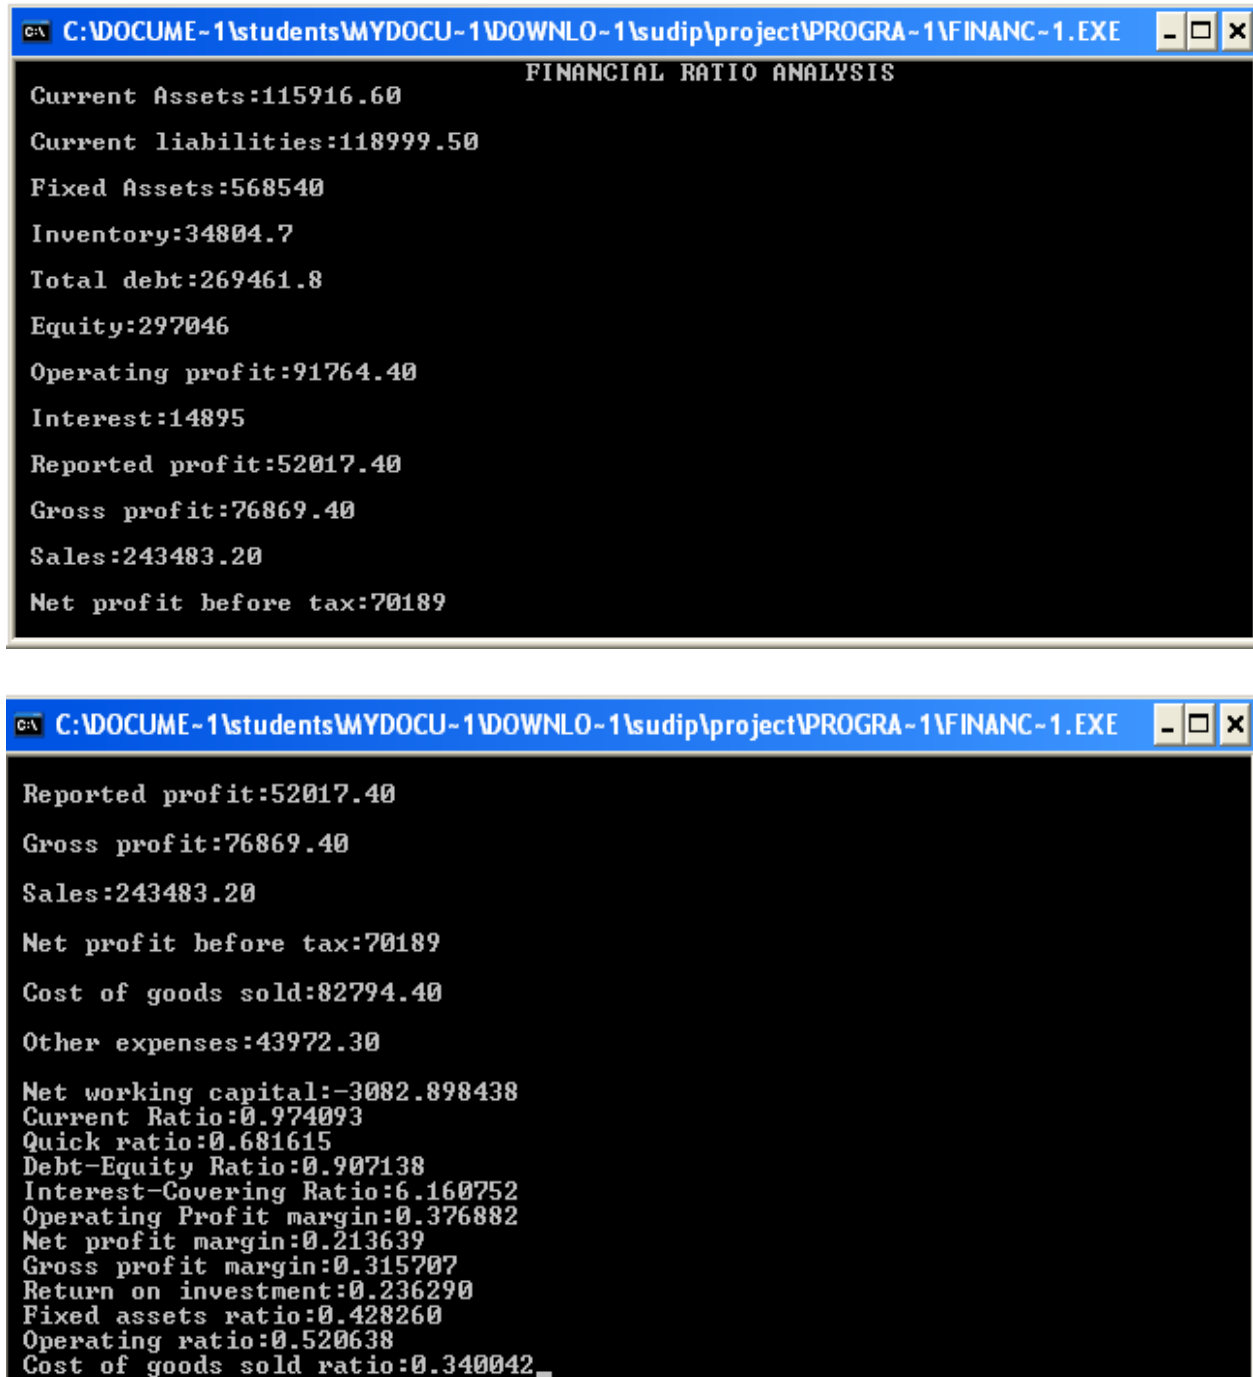 C:\DOCUME~1\students\MYDOCU~1\DOWNLO~1\sudip\project\PROGRA~1\FINANC~1.EXE
FINANCIAL RATIO ANALYSIS
Current Assets:115916.60
Current liabilities:118999.50
Fixed Assets:568540
Inventory:34804.7
Total debt:269461.8
Equity:297046
Operating profit:91764.40
Interest:14895
Reported profit:52017.40
Gross profit:76869.40
Sales:243483.20
Net profit before tax:70189
C:\DOCUME~1\students\MYDOCU~1\DOWNLO~1\sudip\project\PROGRA~1\FINANC~1.EXE
Reported profit:52017.40
Gross profit:76869.40
Sales:243483.20
Net profit before tax:70189
Cost of goods sold:82794.40
Other expenses:43972.30
Net working capital:-3082.898438
Current Ratio:0.974093
Quick ratio:0.681615
Debt-Equity Ratio:0.907138
Interest-Covering Ratio:6.160752
Operating Profit margin:0.376882
Net profit margin:0.213639
Gross profit margin:0.315707
Return on investment:0.236290
Fixed assets ratio:0.428260
Operating ratio:0.520638
Cost of goods sold ratio:0.340042_